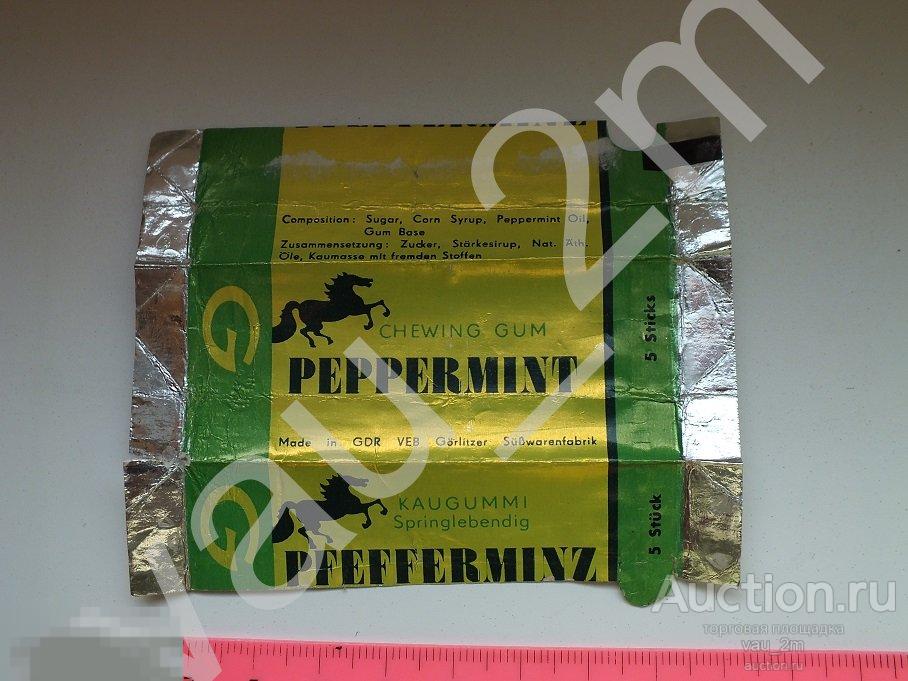 Composition: Sugar, Corn Syrup, Peppermint Oil,
Gum Base
Zusammensetzung: Zucker, Stärkesirup, Nat. Äth.
Öle, Kaumasse mit fremden Stoffen
G
CHEWING GUM
PEPPERMINT
5 Sticks
Made in GDR VEB Görlitzer Süßwarenfabrik
G
KAUGUMMI
Springlebendig
PFEFFERMINZ
5 Stück
vau_2m
Auction.ru
торговая площадка
vau_2m
auction.ru